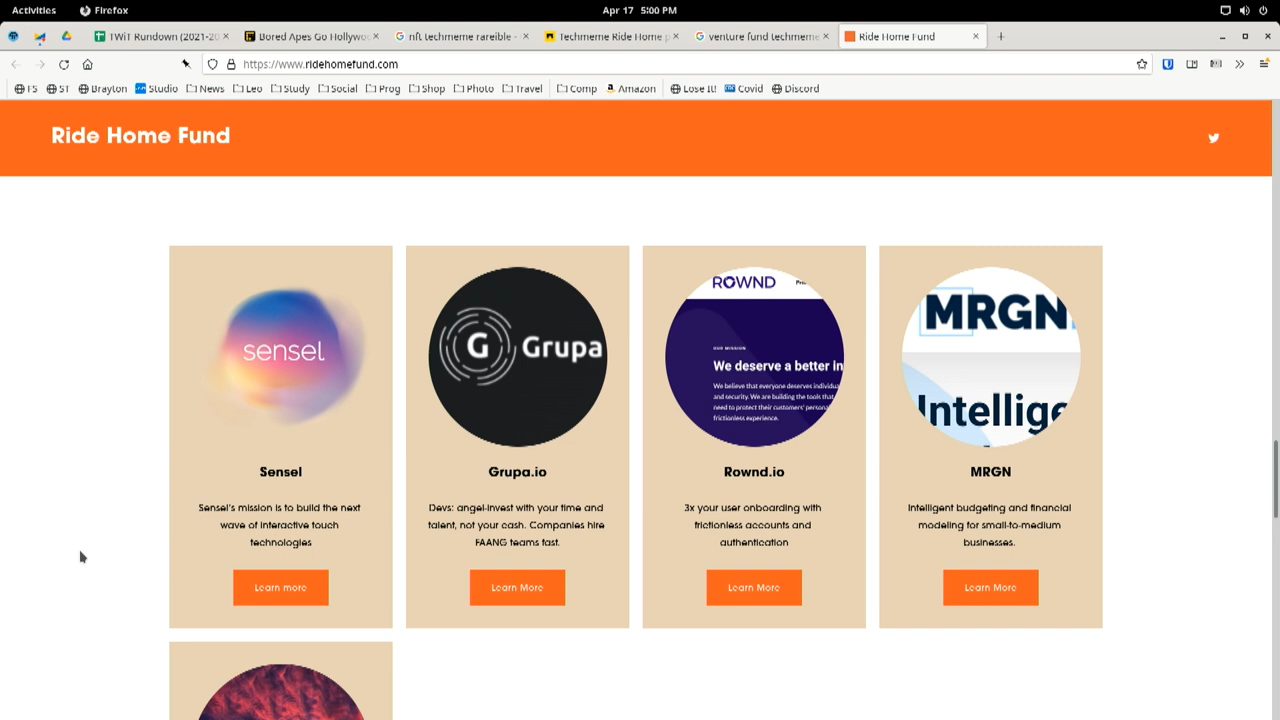 Activities
Firefox
Apr 17 5:00 PM
TWiT Rundown (2021-20
Bored Apes Go Hollywo
nft techmeme rareible -
Techmeme Ride Home p
venture fund techmeme
Ride Home Fund
https://www.ridehomefund.com
FS
ST
Brayton
Studio
News
Leo
Study
Social
Prog
Shop
Photo
Travel
Comp
Amazon
Lose It!
Covid
Discord
Ride Home Fund
sensel
G Grupa
ROWND
OUR MISSION
We deserve a better in
We believe that everyone deserves individua
and security. We are building the tools that
need to protect their customers' persona
frictionless experience.
MRGN
Intellige
Sensel
Sensel's mission is to build the next
wave of interactive touch
technologies
Learn more
Grupa.io
Devs: angel-invest with your time and
talent, not your cash. Companies hire
FAANG teams fast.
Learn More
Rownd.io
3x your user onboarding with
frictionless accounts and
authentication
Learn More
MRGN
Intelligent budgeting and financial
modeling for small-to-medium
businesses.
Learn More